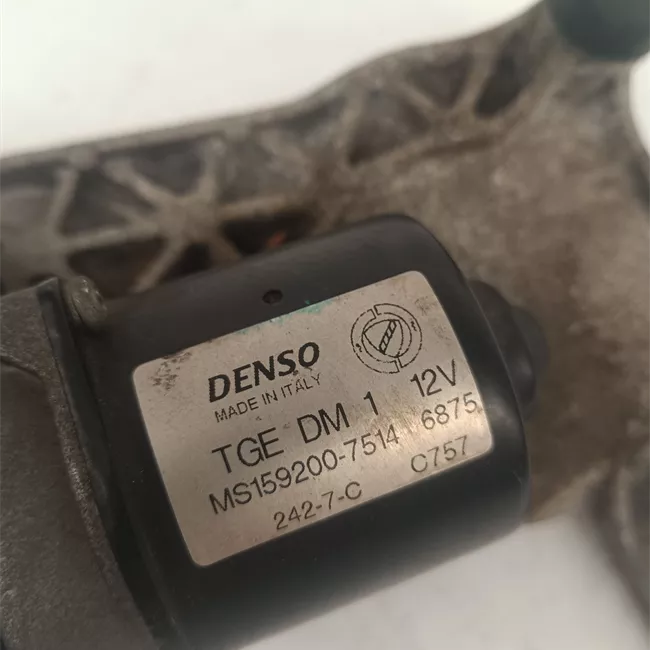 DENSO
MADE IN ITALY
TGE DM 1 12V
MS159200-7514 6875
242-7-C C757